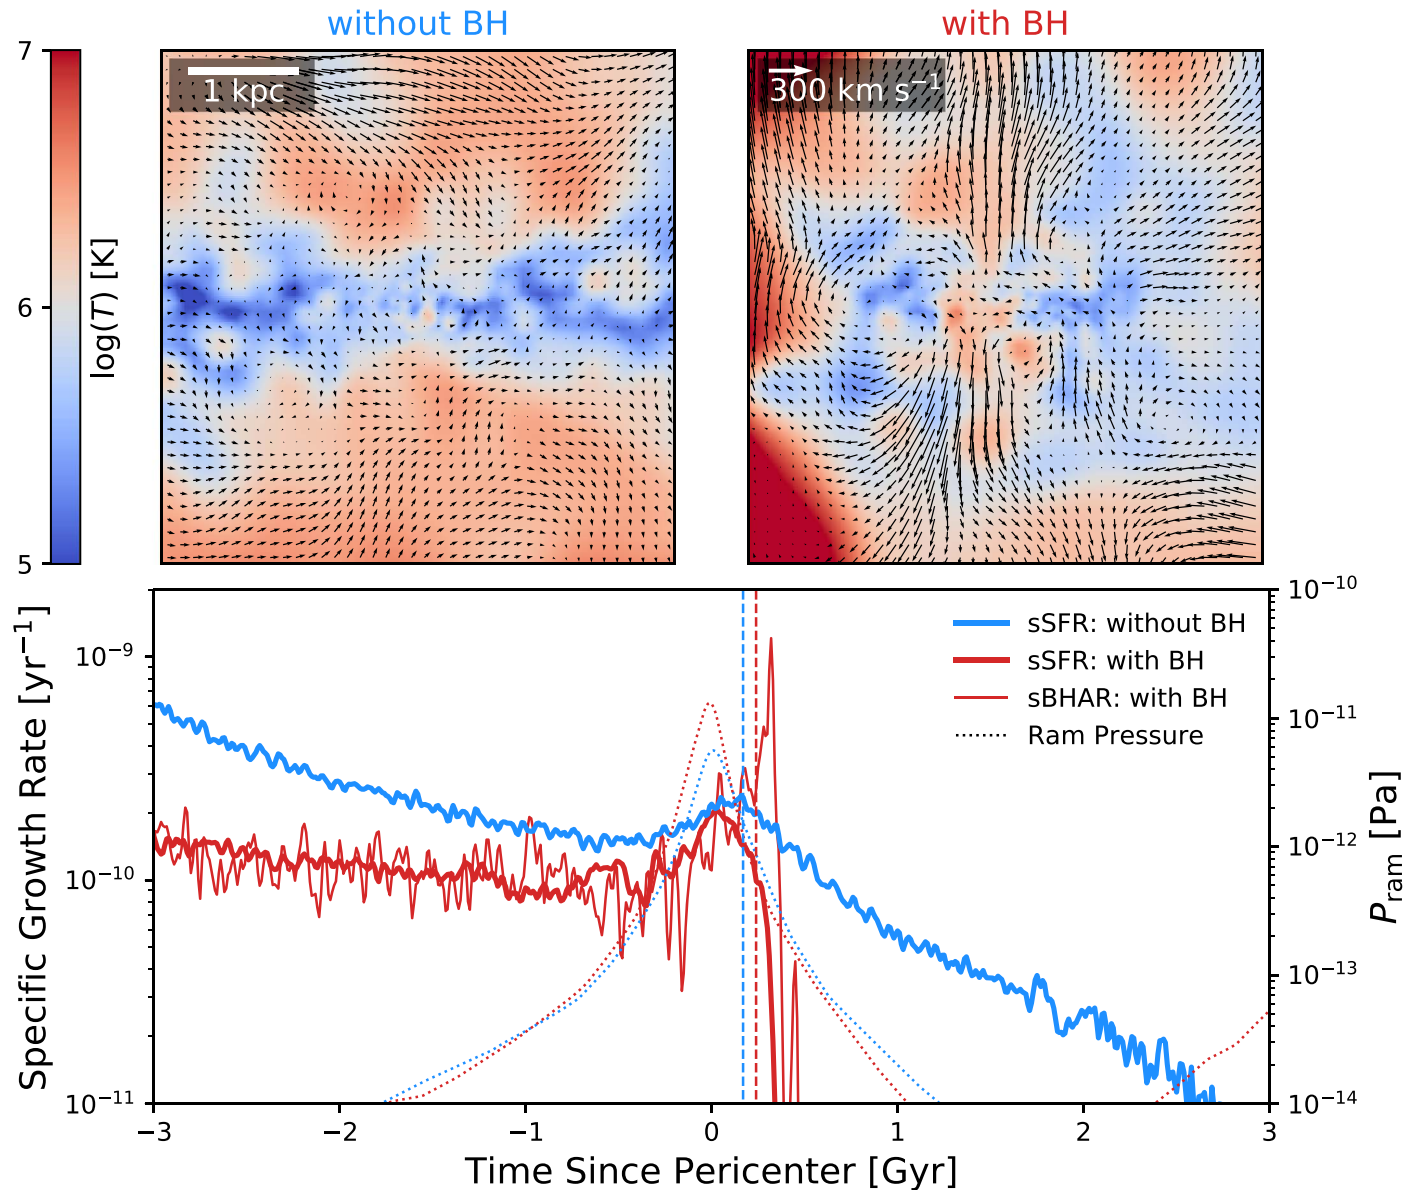 without BH
with BH
7
6
5
log(T) [K]
1 kpc
300 km s⁻¹
Specific Growth Rate [yr⁻¹]
10⁻⁹
10⁻¹⁰
10⁻¹¹
sSFR: without BH
sSFR: with BH
sBHAR: with BH
Ram Pressure
10⁻¹⁰
10⁻¹¹
10⁻¹²
10⁻¹³
10⁻¹⁴
P_ram [Pa]
−3 −2 −1 0 1 2 3
Time Since Pericenter [Gyr]